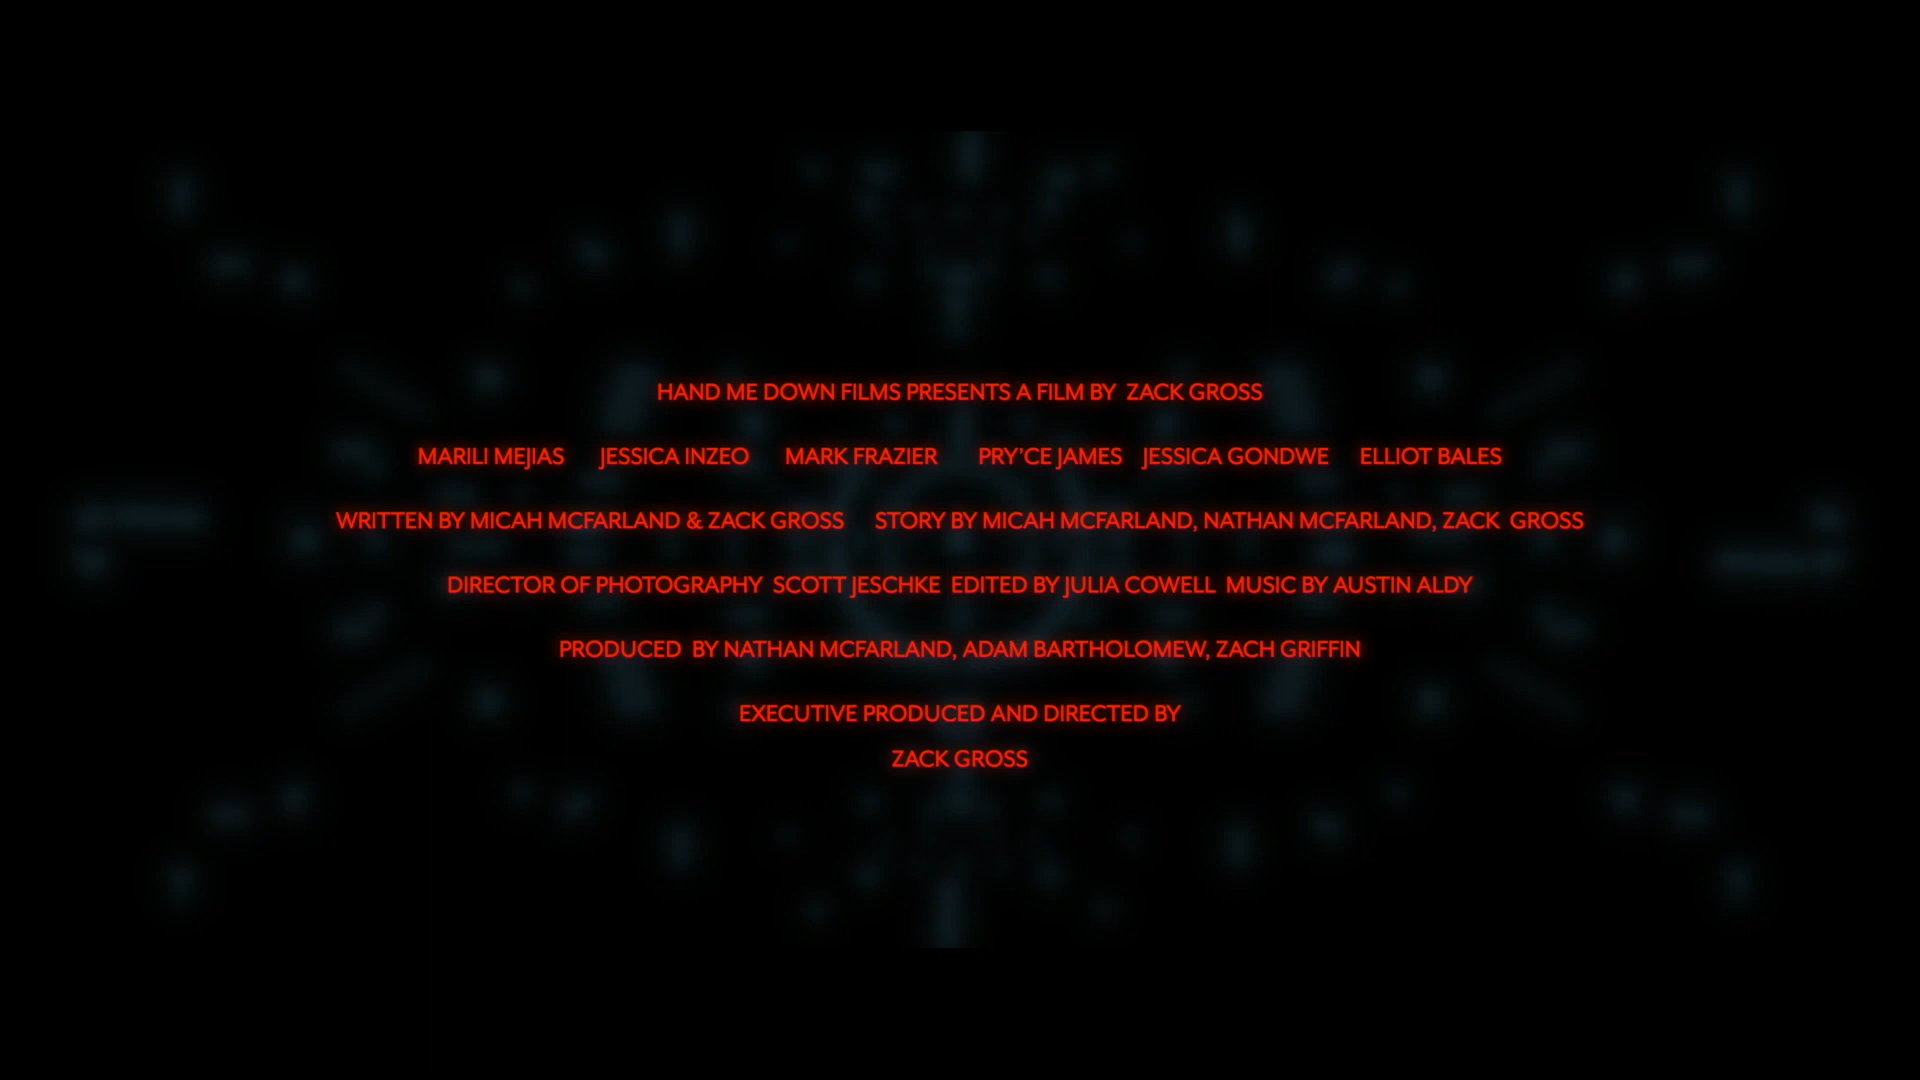 HAND ME DOWN FILMS PRESENTS A FILM BY ZACK GROSS
MARILI MEJIAS JESSICA INZEO MARK FRAZIER PRY'CE JAMES JESSICA GONDWE ELLIOT BALES
WRITTEN BY MICAH MCFARLAND & ZACK GROSS STORY BY MICAH MCFARLAND, NATHAN MCFARLAND, ZACK GROSS
DIRECTOR OF PHOTOGRAPHY SCOTT JESCHKE EDITED BY JULIA COWELL MUSIC BY AUSTIN ALDY
PRODUCED BY NATHAN MCFARLAND, ADAM BARTHOLOMEW, ZACH GRIFFIN
EXECUTIVE PRODUCED AND DIRECTED BY
ZACK GROSS